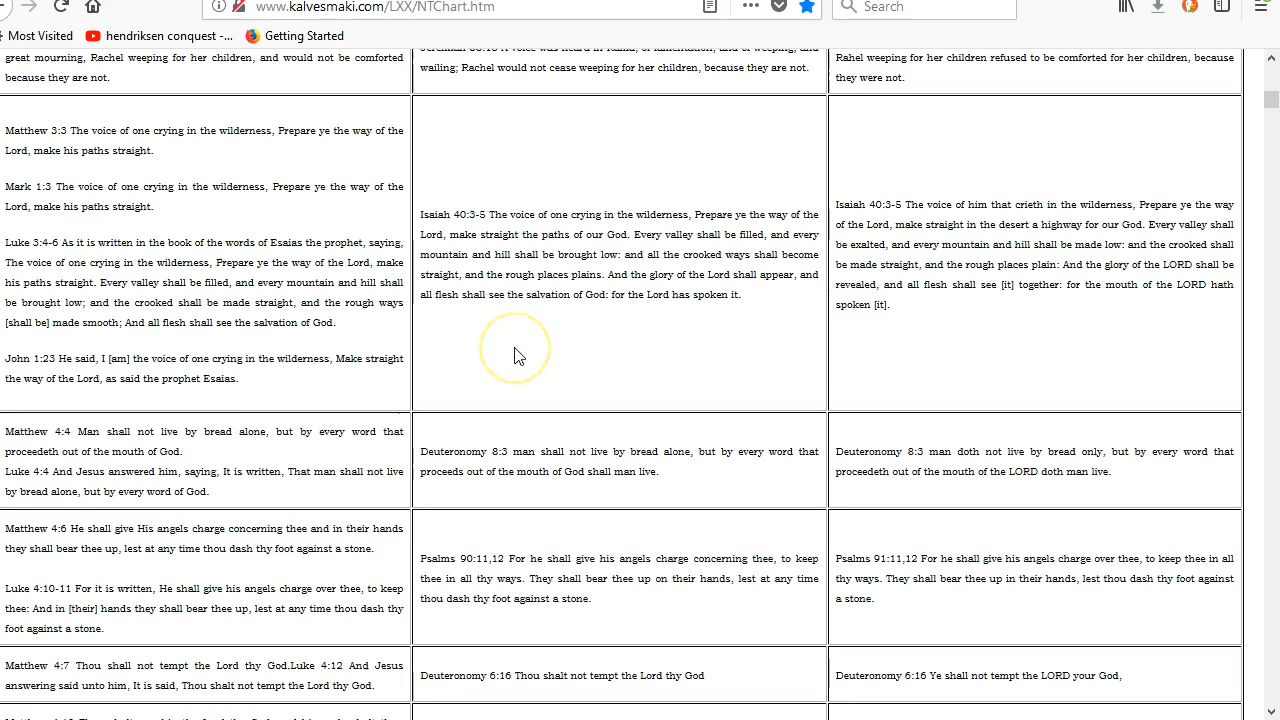 www.kalvesmaki.com/LXX/NTChart.htm
Search
Most Visited
hendriksen conquest -...
Getting Started
great mourning, Rachel weeping for her children, and would not be comforted
because they are not.
wailing; Rachel would not cease weeping for her children, because they are not.
Rahel weeping for her children refused to be comforted for her children, because
they were not.
Matthew 3:3 The voice of one crying in the wilderness, Prepare ye the way of the
Lord, make his paths straight.
Mark 1:3 The voice of one crying in the wilderness, Prepare ye the way of the
Lord, make his paths straight.
Luke 3:4-6 As it is written in the book of the words of Esaias the prophet, saying,
The voice of one crying in the wilderness, Prepare ye the way of the Lord, make
his paths straight. Every valley shall be filled, and every mountain and hill shall
be brought low; and the crooked shall be made straight, and the rough ways
[shall be] made smooth; And all flesh shall see the salvation of God.
John 1:23 He said, I [am] the voice of one crying in the wilderness, Make straight
the way of the Lord, as said the prophet Esaias.
Isaiah 40:3-5 The voice of one crying in the wilderness, Prepare ye the way of the
Lord, make straight the paths of our God. Every valley shall be filled, and every
mountain and hill shall be brought low: and all the crooked ways shall become
straight, and the rough places plains. And the glory of the Lord shall appear, and
all flesh shall see the salvation of God: for the Lord has spoken it.
Isaiah 40:3-5 The voice of him that crieth in the wilderness, Prepare ye the way
of the Lord, make straight in the desert a highway for our God. Every valley shall
be exalted, and every mountain and hill shall be made low: and the crooked shall
be made straight, and the rough places plain: And the glory of the LORD shall be
revealed, and all flesh shall see [it] together: for the mouth of the LORD hath
spoken [it].
Matthew 4:4 Man shall not live by bread alone, but by every word that
proceedeth out of the mouth of God.
Luke 4:4 And Jesus answered him, saying, It is written, That man shall not live
by bread alone, but by every word of God.
Deuteronomy 8:3 man shall not live by bread alone, but by every word that
proceeds out of the mouth of God shall man live.
Deuteronomy 8:3 man doth not live by bread only, but by every word that
proceedeth out of the mouth of the LORD doth man live.
Matthew 4:6 He shall give His angels charge concerning thee and in their hands
they shall bear thee up, lest at any time thou dash thy foot against a stone.
Luke 4:10-11 For it is written, He shall give his angels charge over thee, to keep
thee: And in [their] hands they shall bear thee up, lest at any time thou dash thy
foot against a stone.
Psalms 90:11,12 For he shall give his angels charge concerning thee, to keep
thee in all thy ways. They shall bear thee up on their hands, lest at any time
thou dash thy foot against a stone.
Psalms 91:11,12 For he shall give his angels charge over thee, to keep thee in all
thy ways. They shall bear thee up in their hands, lest thou dash thy foot against
a stone.
Matthew 4:7 Thou shall not tempt the Lord thy God.Luke 4:12 And Jesus
answering said unto him, It is said, Thou shalt not tempt the Lord thy God.
Deuteronomy 6:16 Thou shalt not tempt the Lord thy God
Deuteronomy 6:16 Ye shall not tempt the LORD your God,